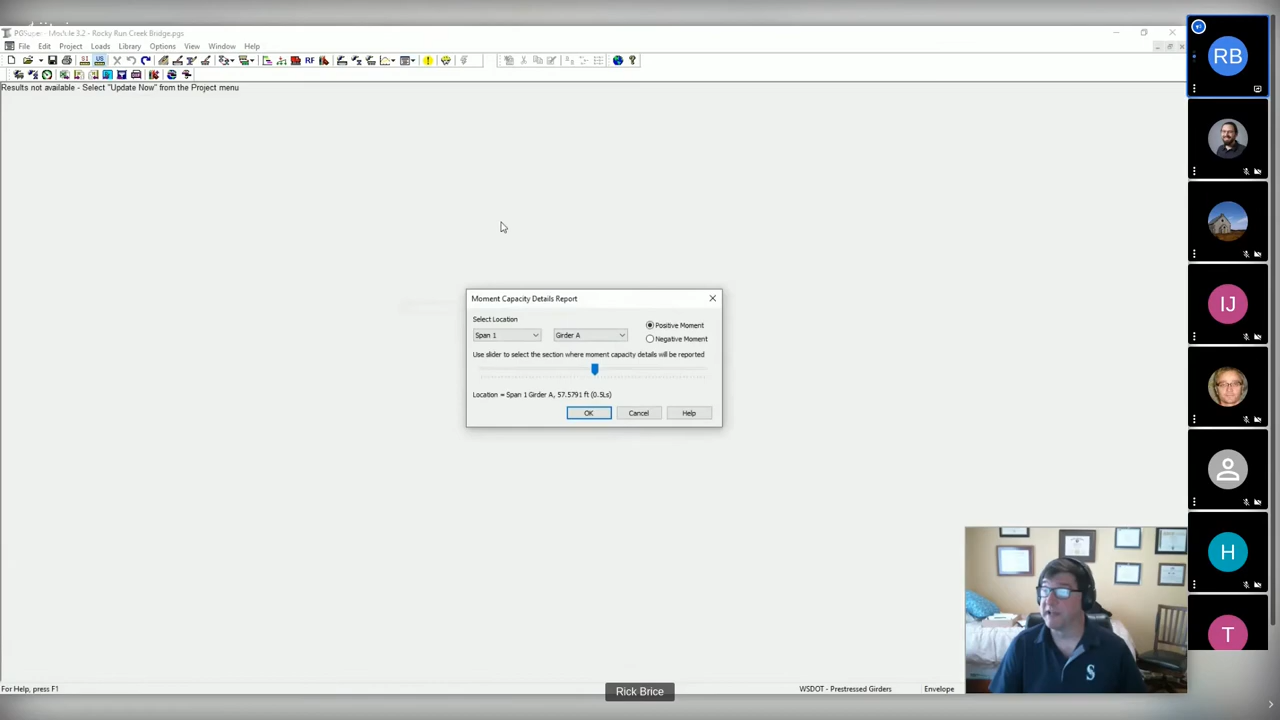 PGSuper - Module 3.2 - Rocky Run Creek Bridge.pgs
File Edit Project Loads Library Options View Window Help
RF
Results not available - Select "Update Now" from the Project menu
Moment Capacity Details Report
Select Location
Span 1 Girder A
Positive Moment
Negative Moment
Use slider to select the section where moment capacity details will be reported
Location = Span 1 Girder A, 57.5791 ft (0.5Ls)
OK Cancel Help
For Help, press F1
WSDOT - Prestressed Girders
Envelope
Rick Brice
RB
IJ
H
T
S